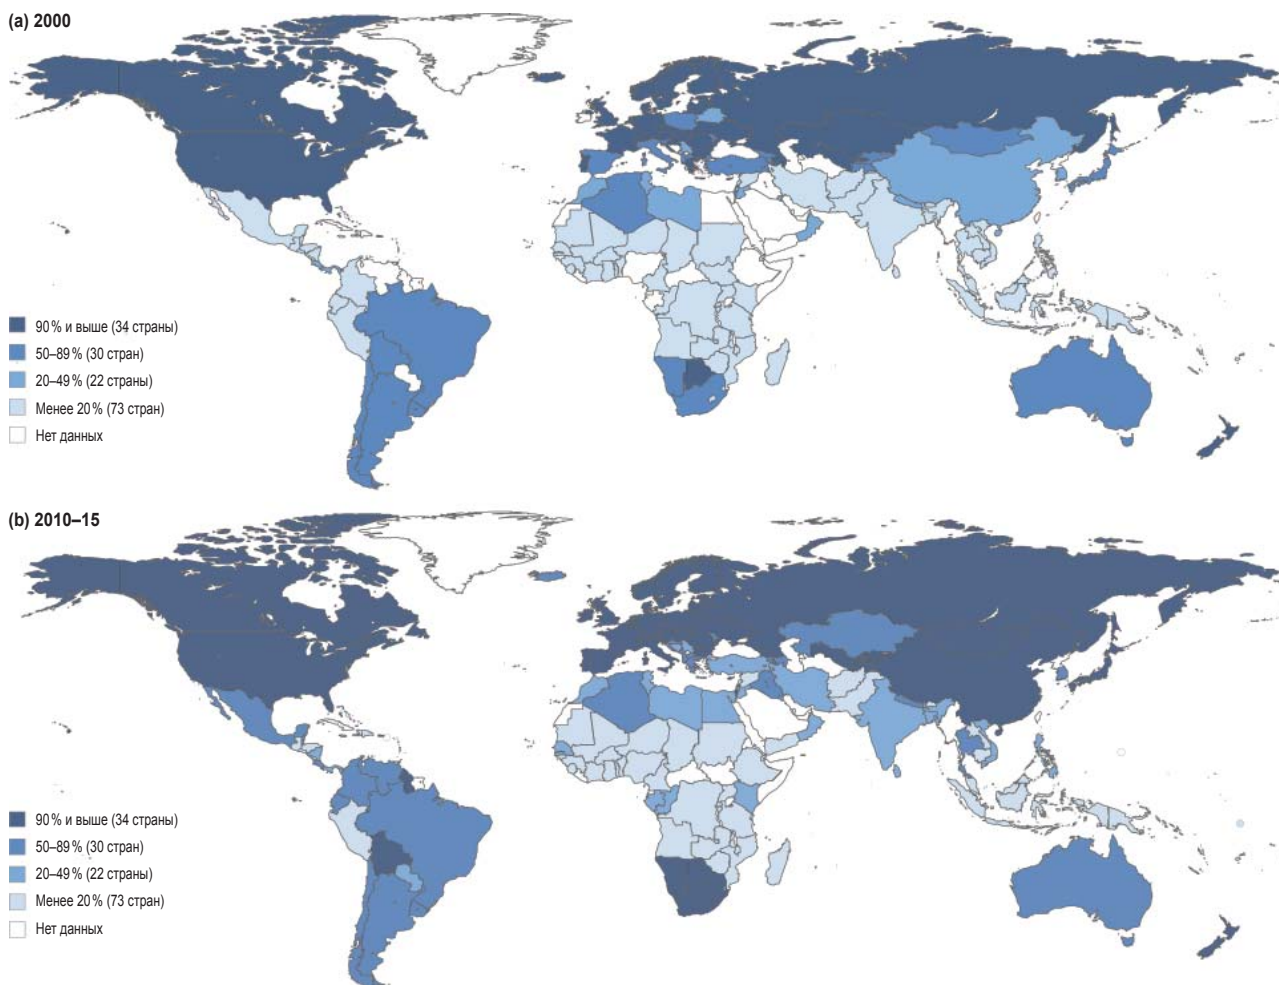 (a) 2000
90% и выше (34 страны)
50–89% (30 стран)
20–49% (22 страны)
Менее 20% (73 стран)
Нет данных
(b) 2010–15
90% и выше (34 страны)
50–89% (30 стран)
20–49% (22 страны)
Менее 20% (73 стран)
Нет данных